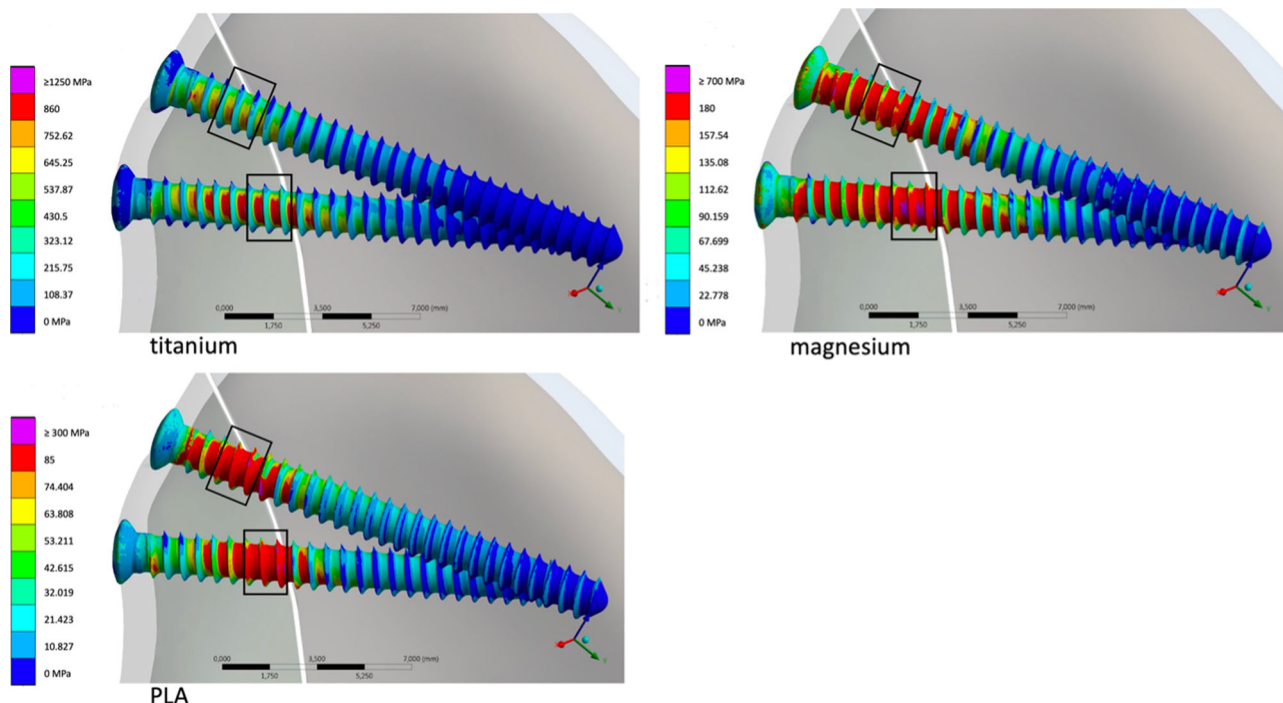 ≥1250 MPa
860
752.62
645.25
537.87
430.5
323.12
215.75
108.37
0 MPa
0,000 3,500 7,000 (mm)
1,750 5,250
Y
titanium
≥ 700 MPa
180
157.54
135.08
112.62
90.159
67.699
45.238
22.778
0 MPa
0,000 3,500 7,000 (mm)
1,750 5,250
Y
magnesium
≥ 300 MPa
85
74.404
63.808
53.211
42.615
32.019
21.423
10.827
0 MPa
0,000 3,500 7,000 (mm)
1,750 5,250
Y
PLA